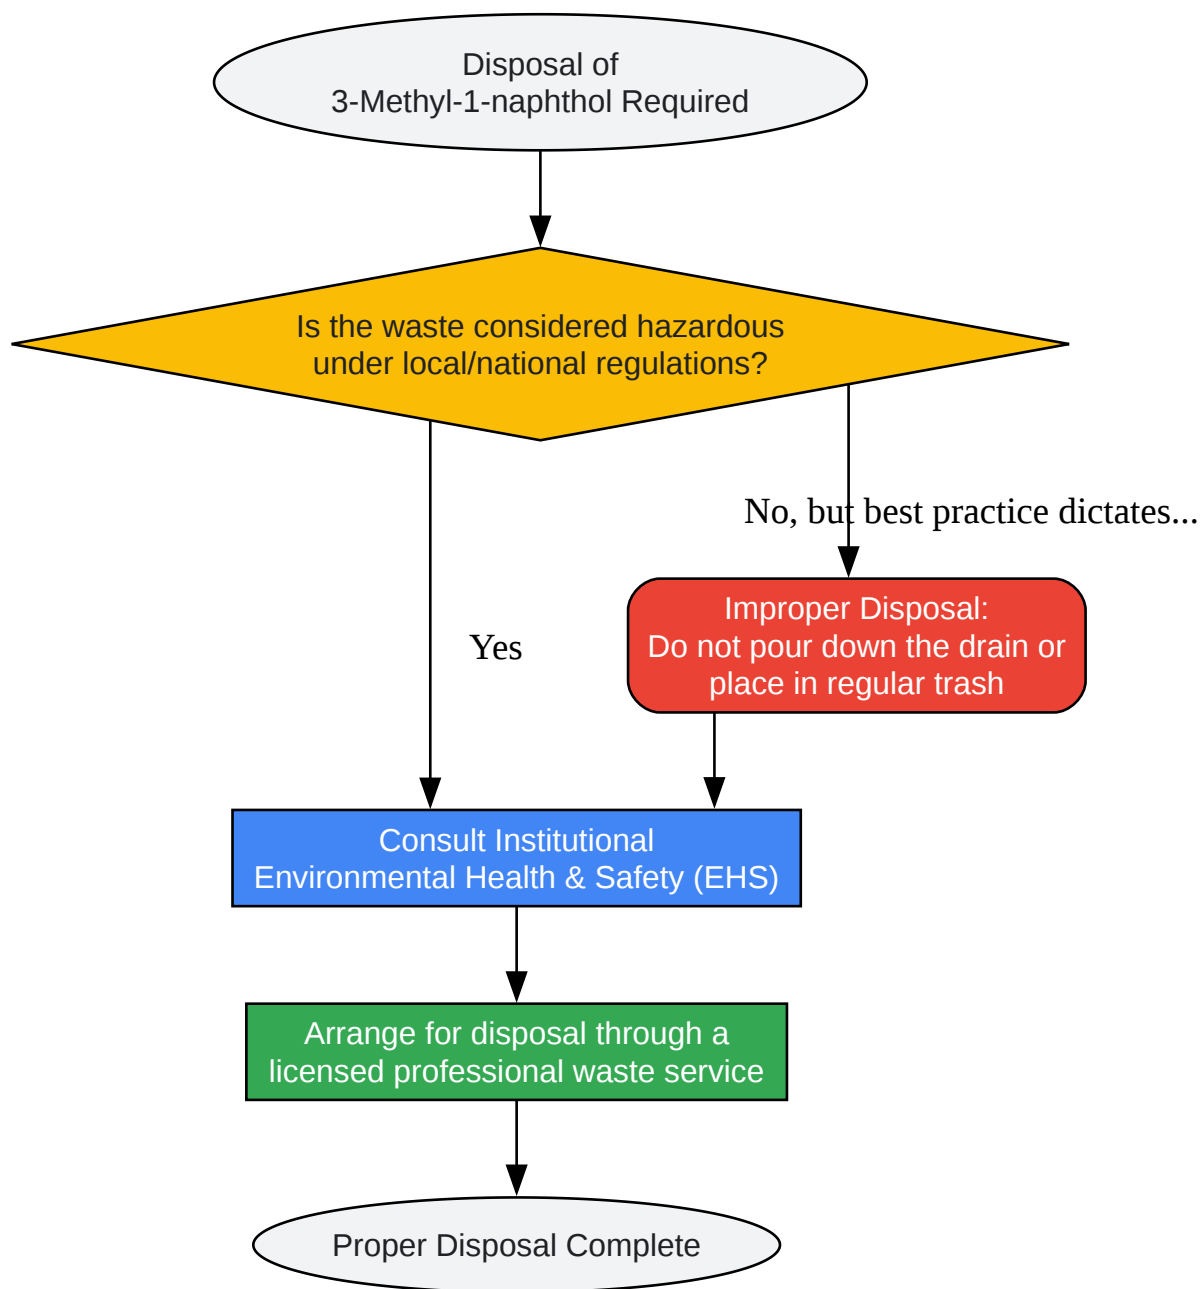 Disposal of
3-Methyl-1-naphthol Required
Is the waste considered hazardous
under local/national regulations?
No, but best practice dictates...
Improper Disposal:
Do not pour down the drain or
place in regular trash
Yes
Consult Institutional
Environmental Health & Safety (EHS)
Arrange for disposal through a
licensed professional waste service
Proper Disposal Complete